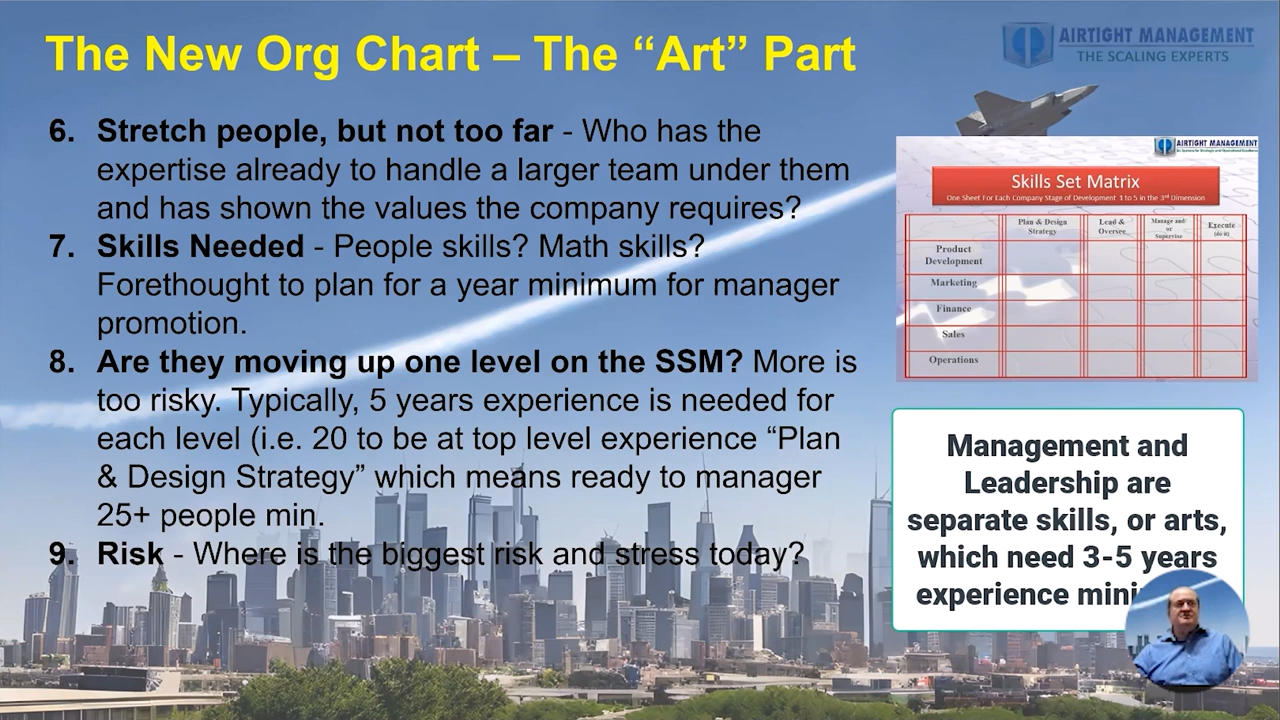 The New Org Chart – The “Art” Part
AIRTIGHT MANAGEMENT
THE SCALING EXPERTS
6. Stretch people, but not too far - Who has the
expertise already to handle a larger team under them
and has shown the values the company requires?
7. Skills Needed - People skills? Math skills?
Forethought to plan for a year minimum for manager
promotion.
8. Are they moving up one level on the SSM? More is
too risky. Typically, 5 years experience is needed for
each level (i.e. 20 to be at top level experience “Plan
& Design Strategy” which means ready to manager
25+ people min.
9. Risk - Where is the biggest risk and stress today?
AIRTIGHT MANAGEMENT
Skills Set Matrix
One Sheet For Each Company Stage of Development 1 to 5 in the 3rd Dimension
Plan & Design
Strategy
Lead &
Oversee
Manage and
or
Supervise
Execute
(do it)
Product
Development
Marketing
Finance
Sales
Operations
Management and
Leadership are
separate skills, or arts,
which need 3-5 years
experience mini